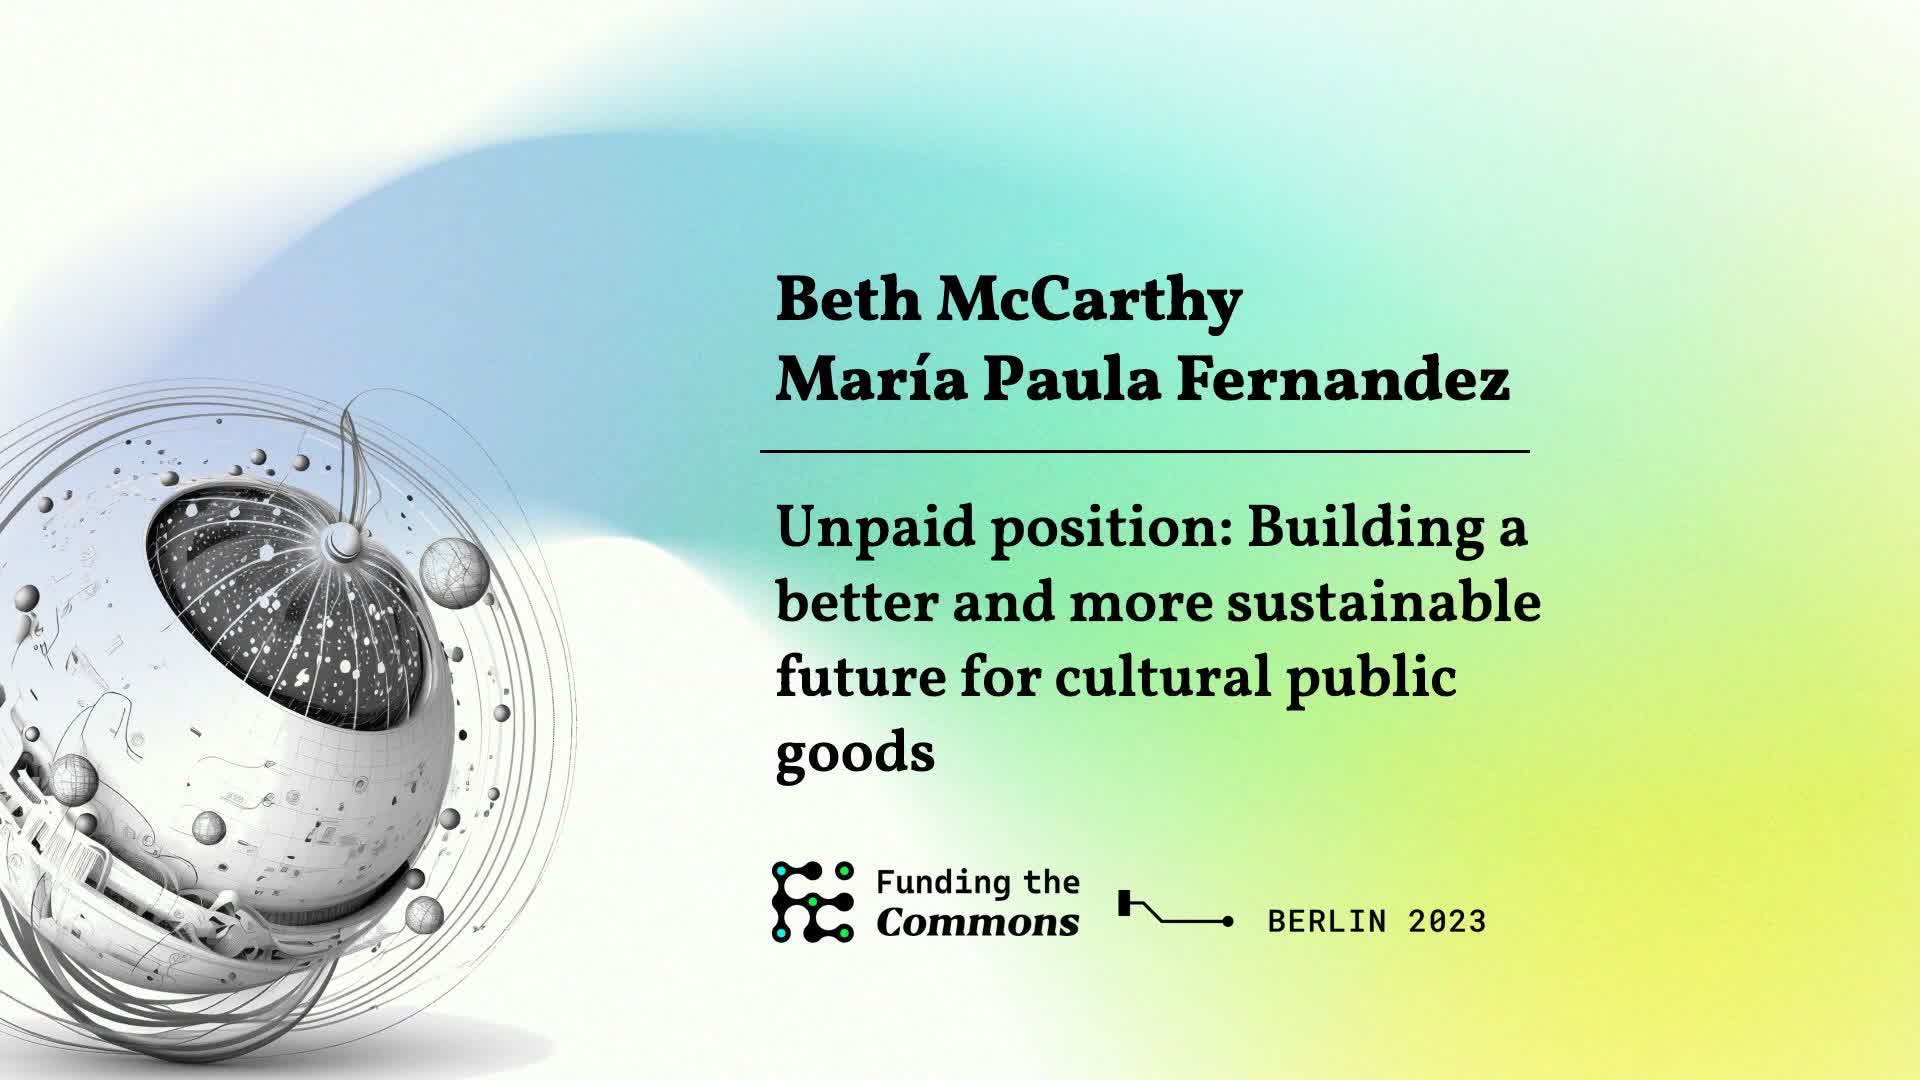 Beth McCarthy
María Paula Fernandez
Unpaid position: Building a
better and more sustainable
future for cultural public
goods
Funding the
Commons
BERLIN 2023